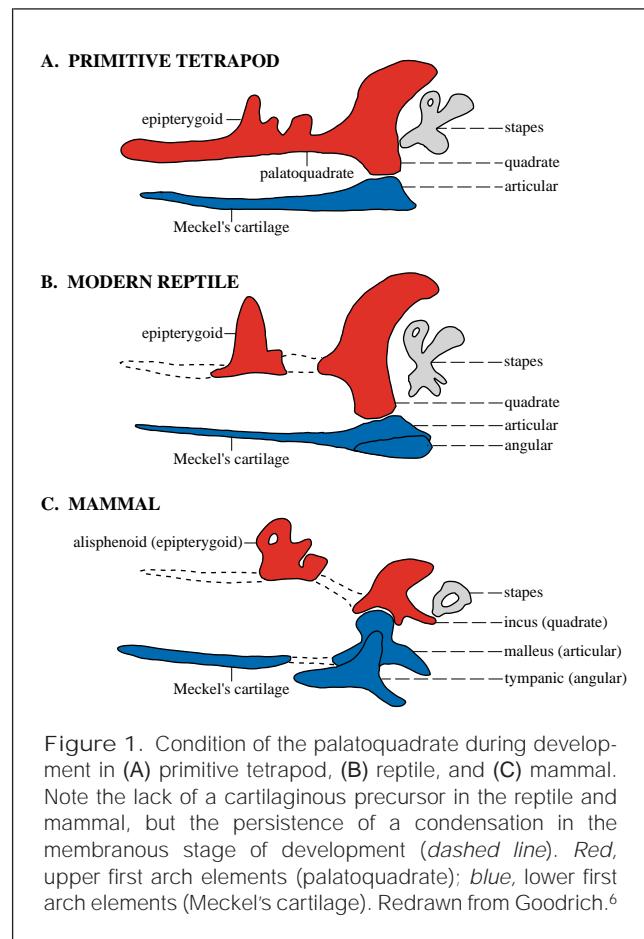 A. PRIMITIVE TETRAPOD
epipterygoid
stapes
quadrate
palatoquadrate
articular
Meckel's cartilage
B. MODERN REPTILE
epipterygoid
stapes
quadrate
articular
angular
Meckel's cartilage
C. MAMMAL
alisphenoid (epipterygoid)
stapes
incus (quadrate)
malleus (articular)
tympanic (angular)
Meckel's cartilage
Figure 1. Condition of the palatoquadrate during develop-
ment in (A) primitive tetrapod, (B) reptile, and (C) mammal.
Note the lack of a cartilaginous precursor in the reptile and
mammal, but the persistence of a condensation in the
membranous stage of development (dashed line). Red,
upper first arch elements (palatoquadrate); blue, lower first
arch elements (Meckel's cartilage). Redrawn from Goodrich.⁶